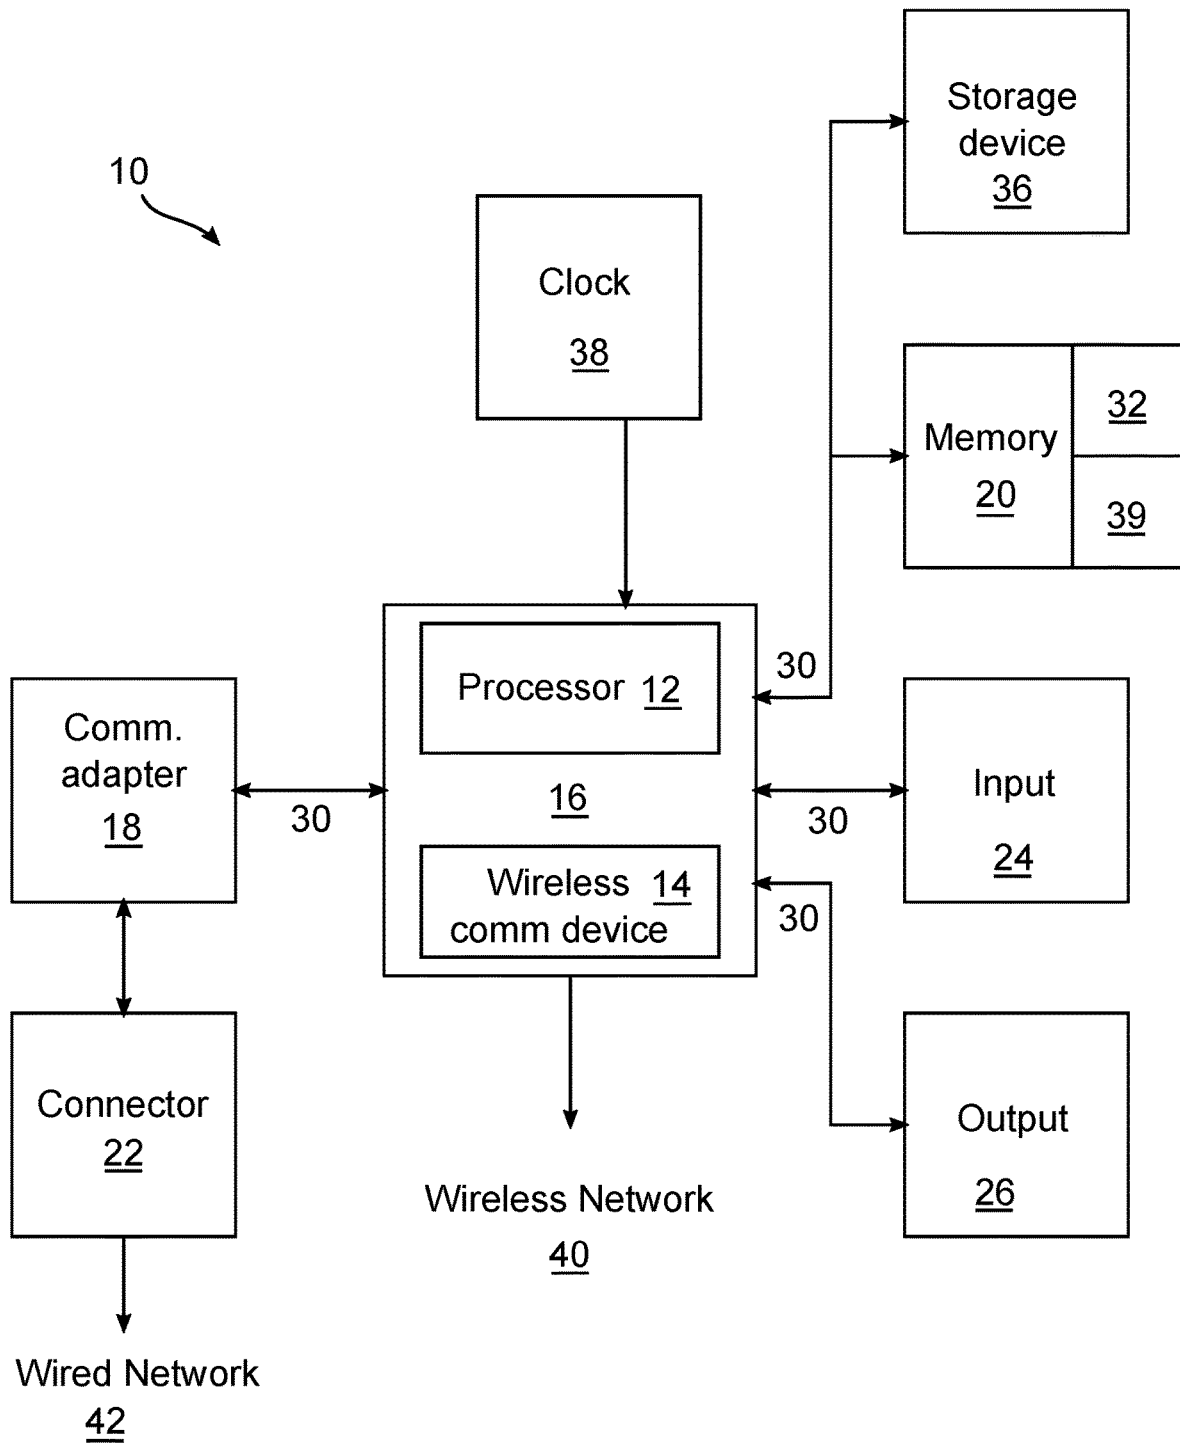 10
Storage
device
36
Clock
38
Memory
20
32
39
Processor 12
30
Comm.
adapter
18
30
16
30
Input
24
Wireless 14
comm device
30
Connector
22
Output
26
Wireless Network
40
Wired Network
42